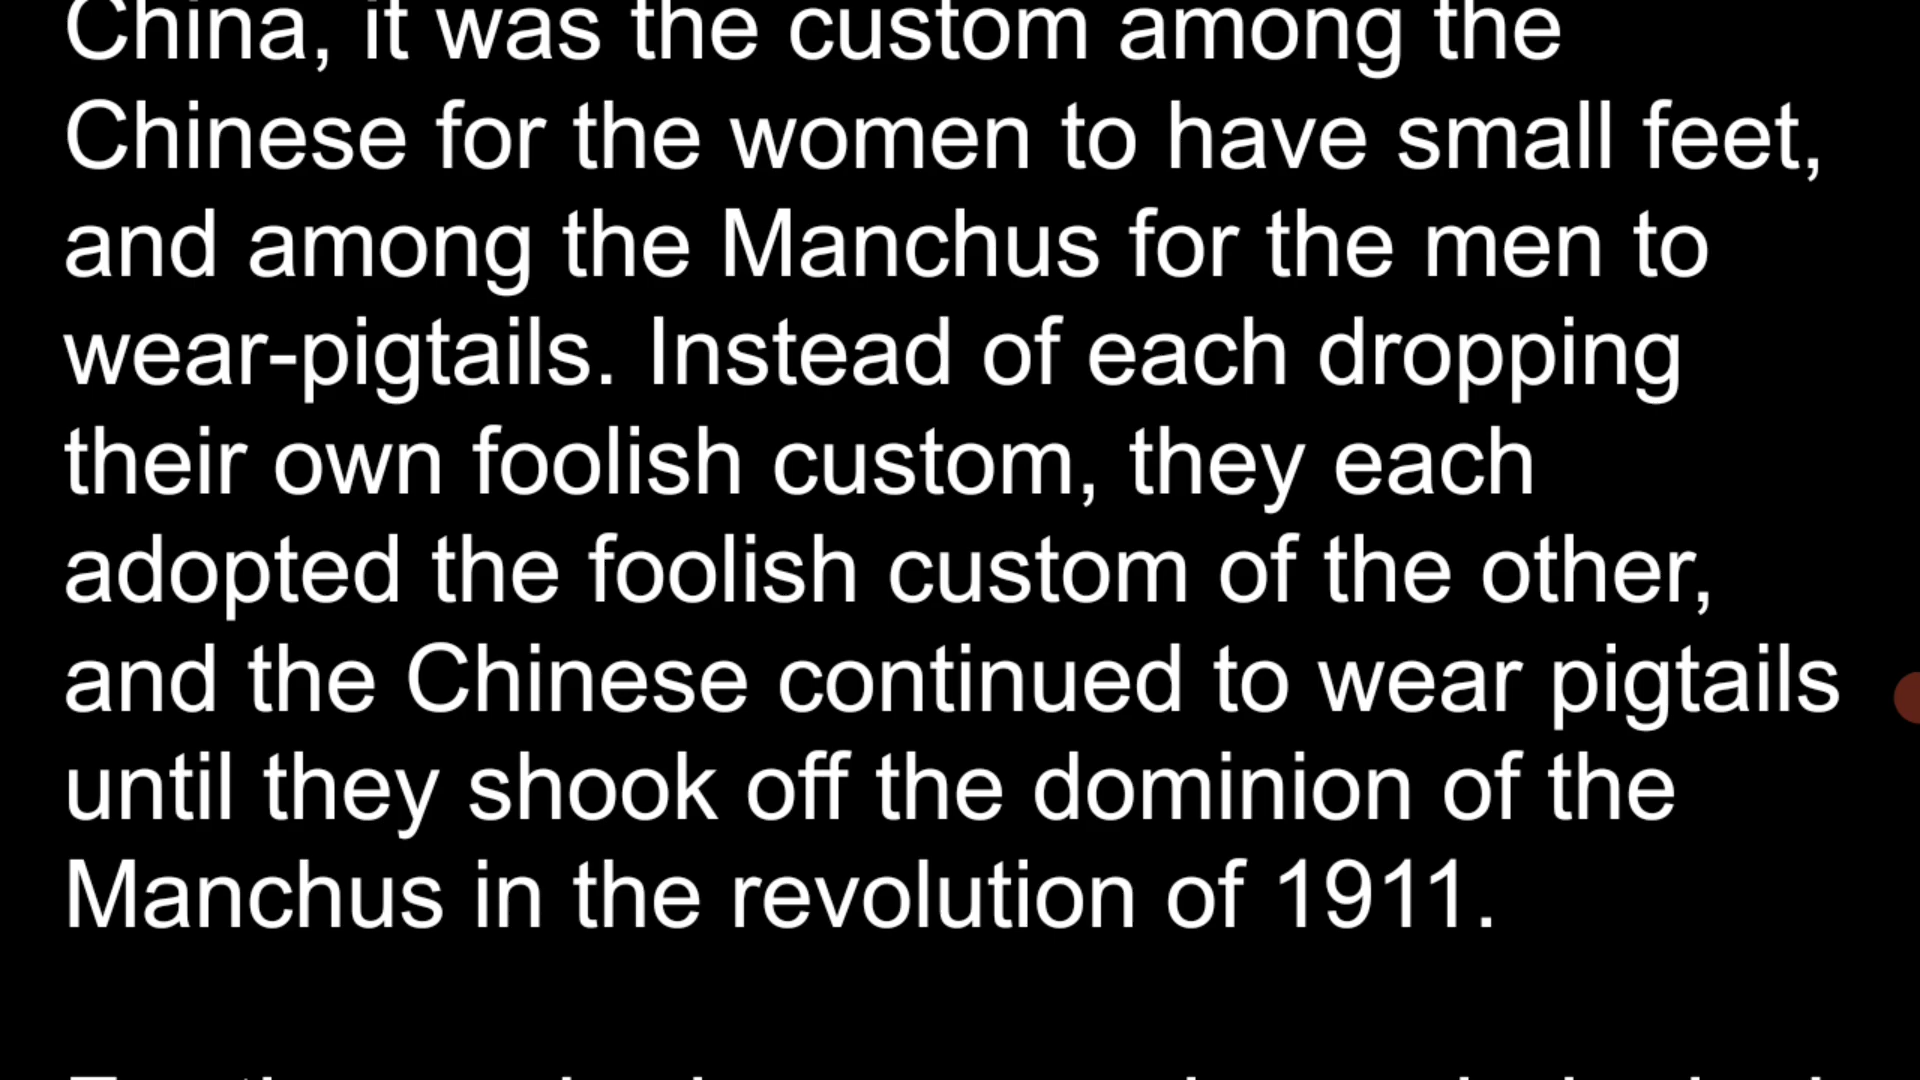 China, it was the custom among the
Chinese for the women to have small feet,
and among the Manchus for the men to
wear-pigtails. Instead of each dropping
their own foolish custom, they each
adopted the foolish custom of the other,
and the Chinese continued to wear pigtails
until they shook off the dominion of the
Manchus in the revolution of 1911.